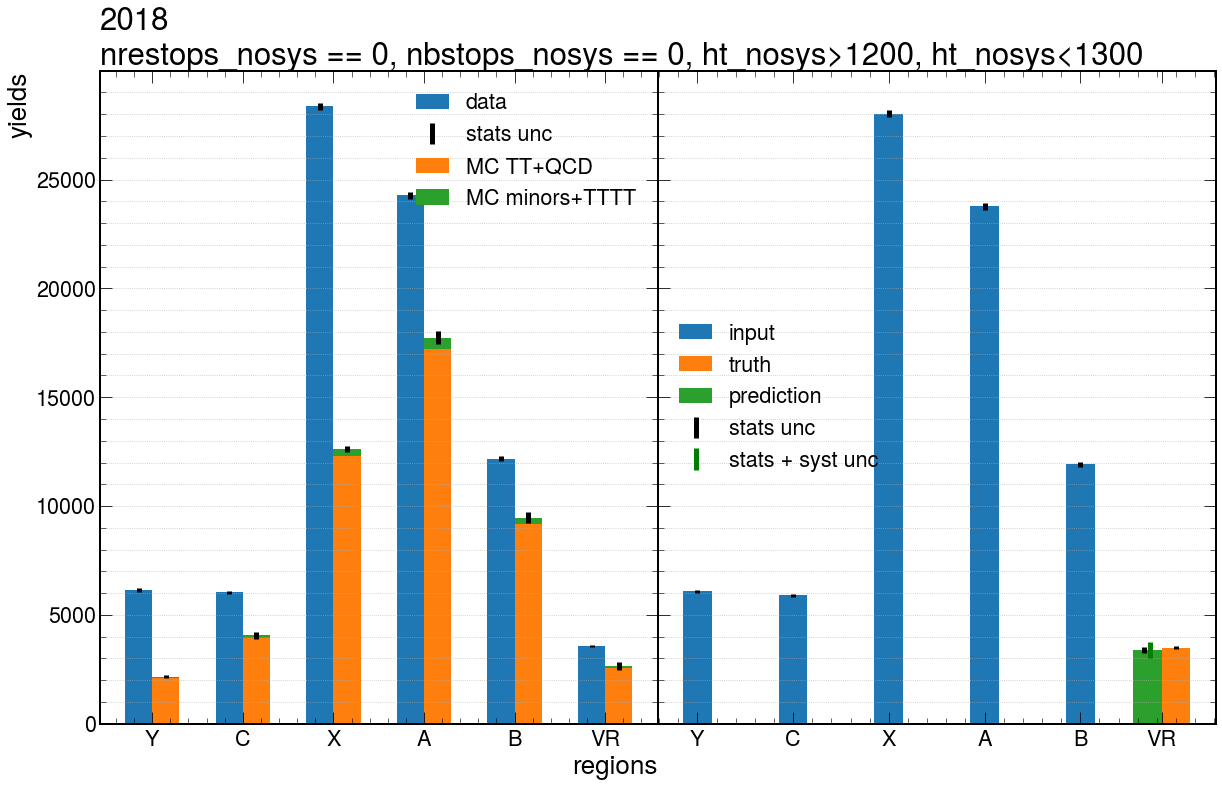 2018
nrestops_nosys == 0, nbstops_nosys == 0, ht_nosys>1200, ht_nosys<1300
yields
data
stats unc
MC TT+QCD
MC minors+TTTT
25000
20000
15000
10000
5000
0
input
truth
prediction
stats unc
stats + syst unc
Y C X A B VR
Y C X A B VR
regions